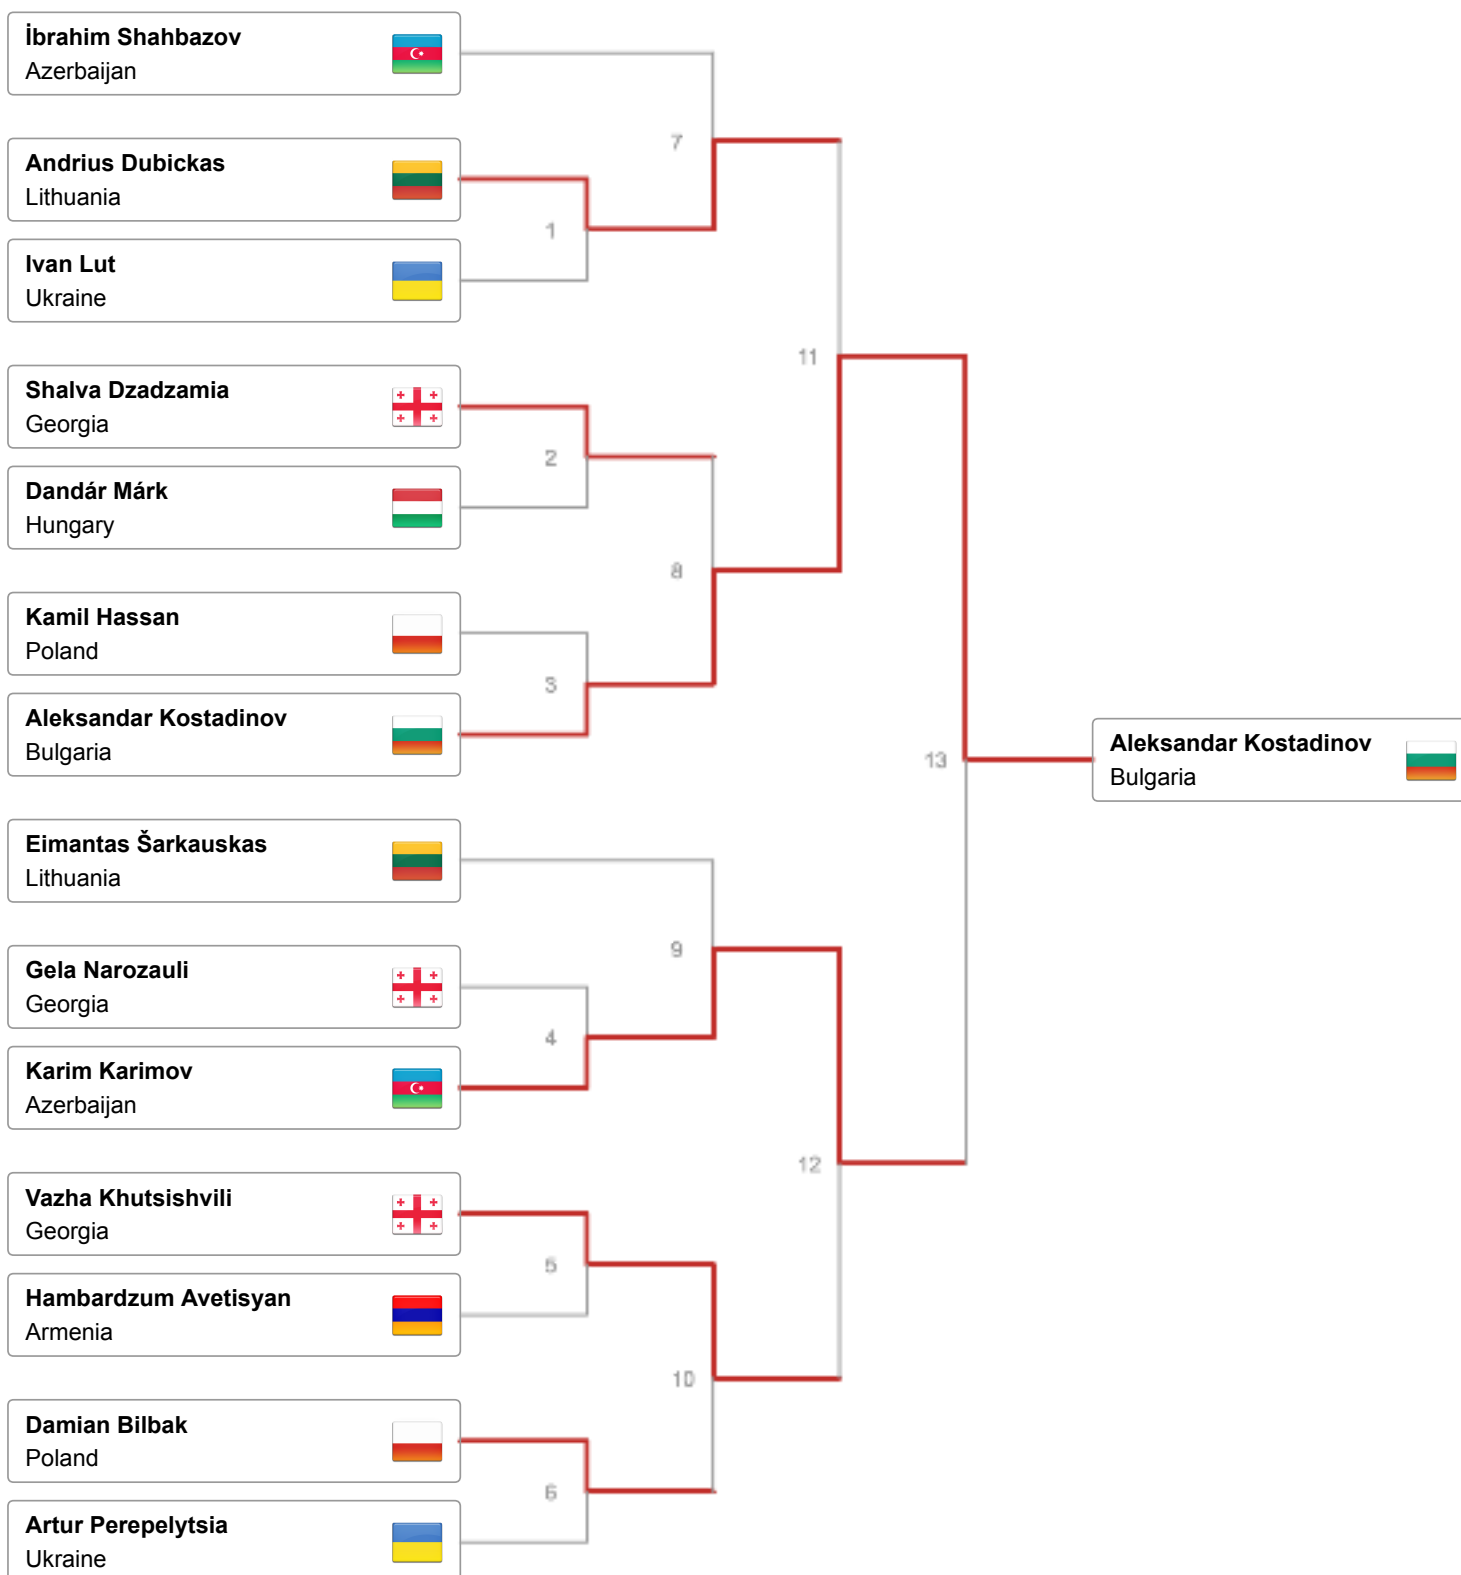 İbrahim Shahbazov
Azerbaijan
7
Andrius Dubickas
Lithuania
1
Ivan Lut
Ukraine
11
Shalva Dzadzamia
Georgia
2
Dandár Márk
Hungary
8
Kamil Hassan
Poland
3
Aleksandar Kostadinov
Bulgaria
13
Aleksandar Kostadinov
Bulgaria
Eimantas Šarkauskas
Lithuania
9
Gela Narozauli
Georgia
4
Karim Karimov
Azerbaijan
12
Vazha Khutsishvili
Georgia
5
Hambardzum Avetisyan
Armenia
10
Damian Bilbak
Poland
6
Artur Perepelytsia
Ukraine